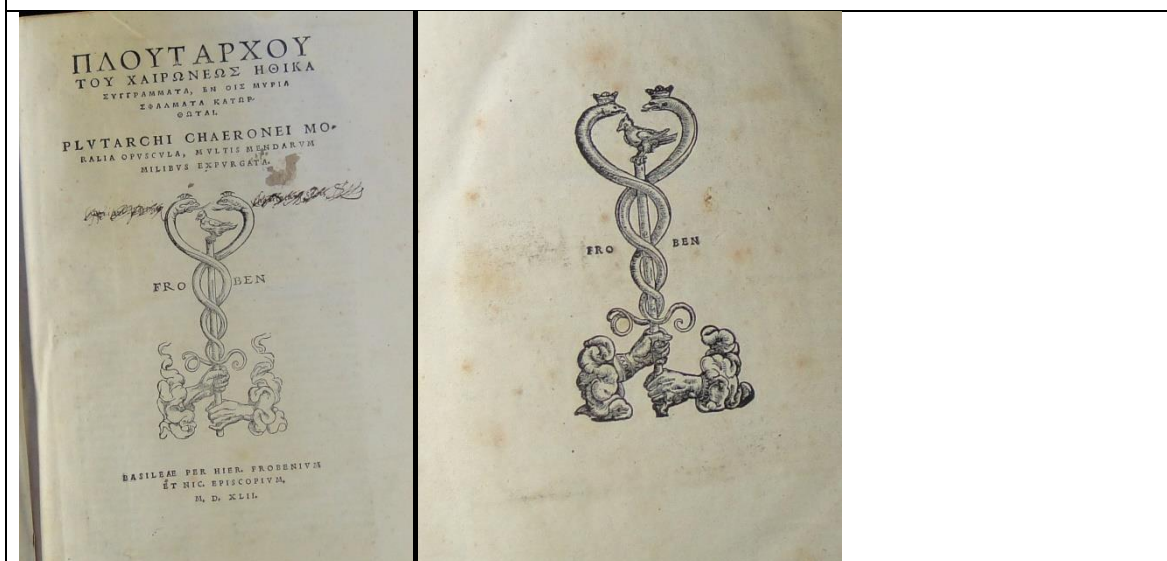 ΠΛΟΥΤΑΡΧΟΥ
ΤΟΥ ΧΑΙΡΩΝΕΩΣ ΗΘΙΚΑ
ΣΥΓΓΡΑΜΜΑΤΑ, ΕΝ ΟΙΣ ΜΥΡΙΑ
ΣΦΑΛΜΑΤΑ ΚΑΤΩΡ-
ΘΩΤΑΙ.
PLVTARCHI CHAERONEI MO-
RALIA OPVSCVLA, MVLTIS MENDARVM
MILIBVS EXPVRGATA.
FRO BEN
BASILEAE PER HIER. FROBENIVM
ET NIC. EPISCOPIVM,
M. D. XLII.
FRO BEN